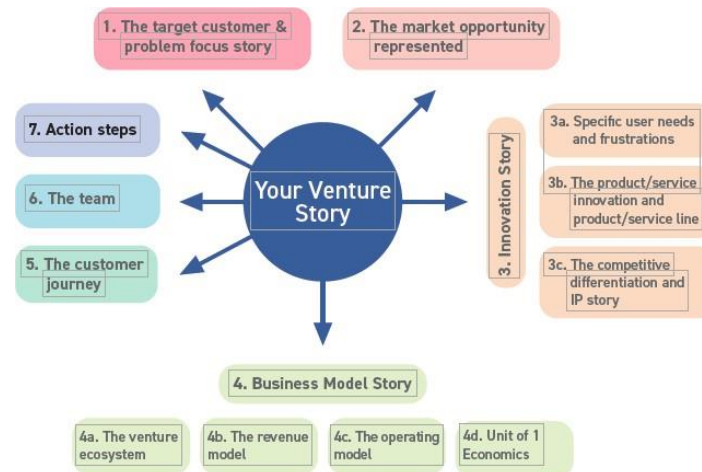 1. The target customer &
problem focus story
2. The market opportunity
represented
7. Action steps
6. The team
5. The customer
journey
Your Venture
Story
3. Innovation Story
3a. Specific user needs
and frustrations
3b. The product/service
innovation and
product/service line
3c. The competitive
differentiation and
IP story
4. Business Model Story
4a. The venture
ecosystem
4b. The revenue
model
4c. The operating
model
4d. Unit of 1
Economics